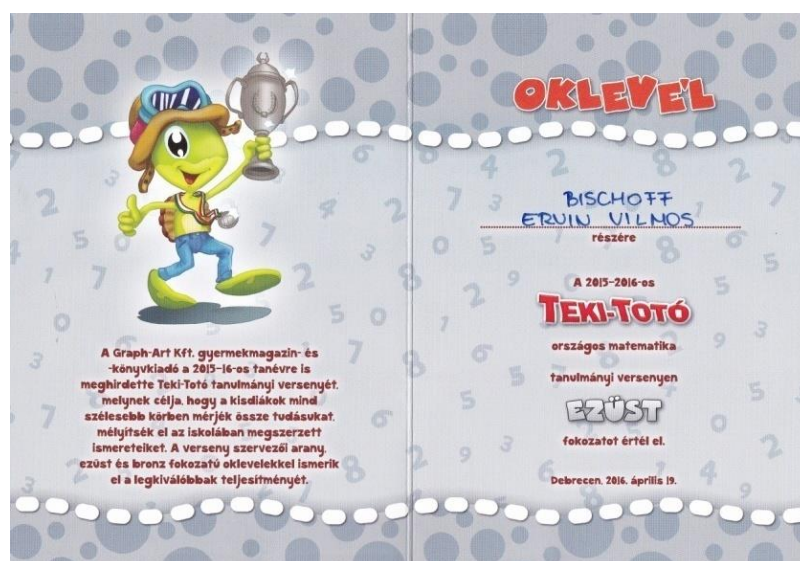 A Graph-Art Kft. gyermekmagazin- és
-könyvkiadó a 2015-16-os tanévre is
meghirdette Teki-Totó tanulmányi versenyét,
melynek célja, hogy a kisdiákok mind
szélesebb körben mérjék össze tudásukat,
mélyítsék el az iskolában megszerzett
ismereteiket. A verseny szervezői arany,
ezüst és bronz fokozatú oklevelekkel ismerik
el a legkiválóbbak teljesítményét.
OKLEVÉL
BISCHOFF
ERVIN VILMOS
részére
A 2015-2016-os
TEKI-TOTÓ
országos matematika
tanulmányi versenyen
EZÜST
fokozatot értél el.
Debrecen, 2016. április 19.